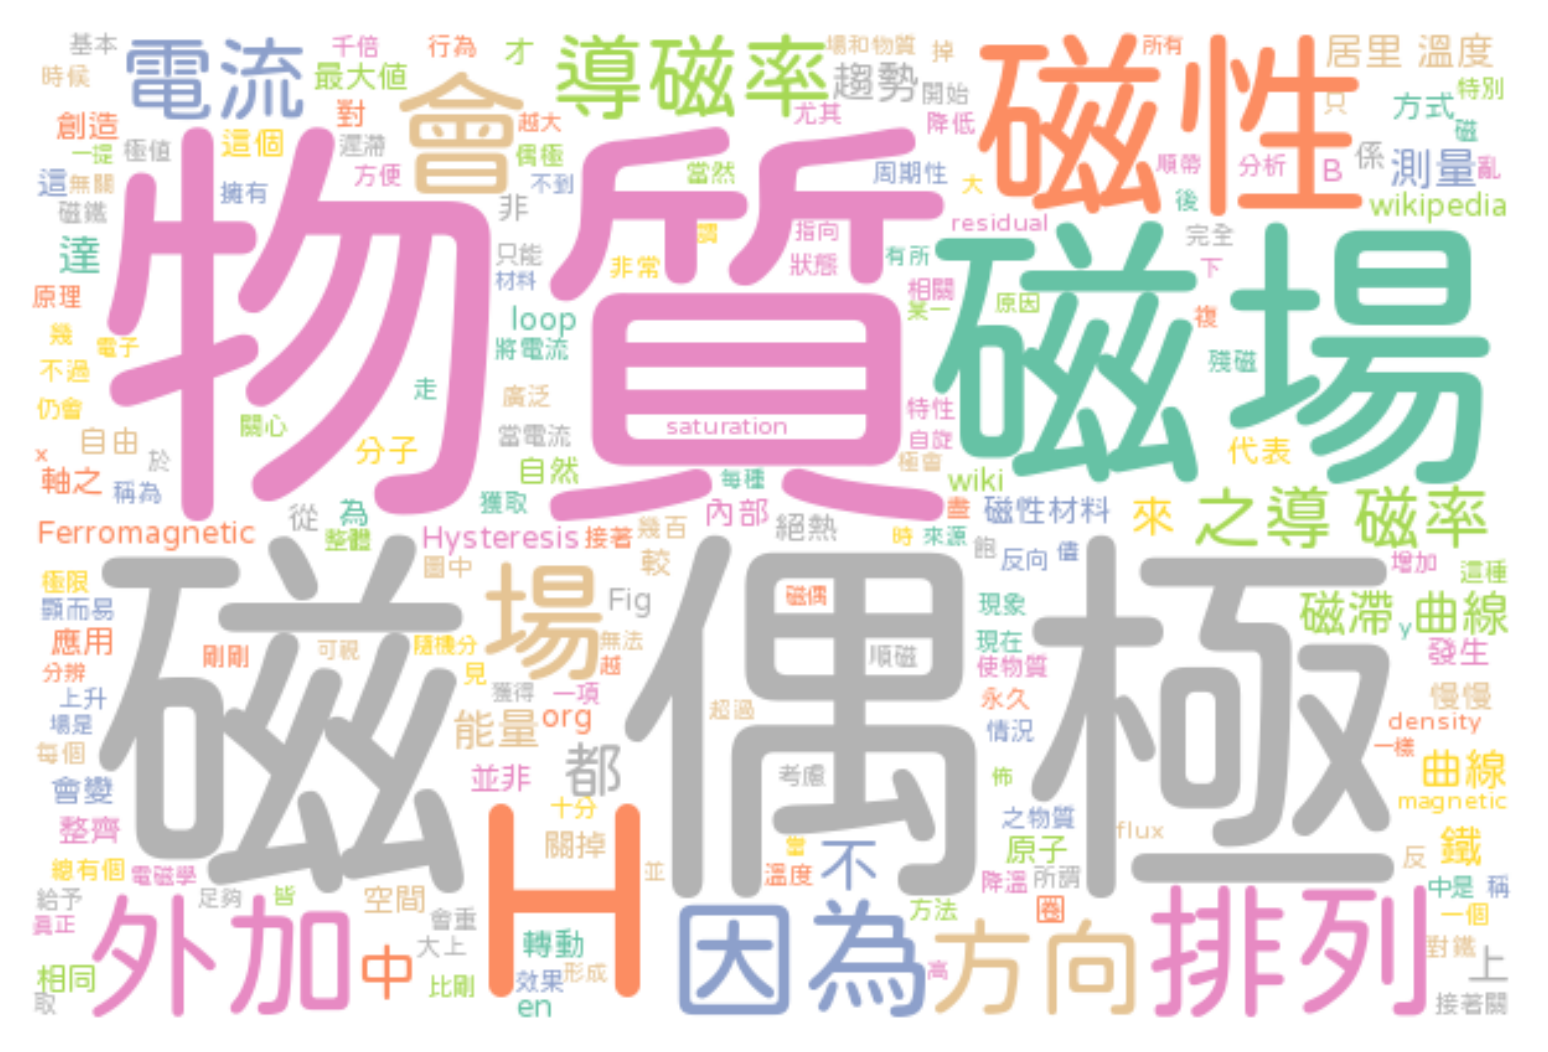 基本
電流
千倍
行為
才
導磁率
場和物質
掉
磁性
所有
居里 溫度
時候
最大值
會
趨勢
開始
特別
方式
只
創造
對
越大
尤其
降低
磁
一提
極值
這個
遲滯
偶極
方便
不到
當然
周期性
大
順帶
分析
B
係
測量
亂
這
無關
擁有
磁鐵
非
物質
residual
後
wikipedia
達
只能
謂
指向
狀態
有所
完全
下
磁場
材料
非常
原理
相關
某一
原因
複
幾
電子
loop
將電流
殘磁
不過
仍會
走
廣泛
特性
關心
當電流
saturation
自旋
自由
分子
極會
代表
x
於
軸之
稱為
自然
每種
wiki
獲取
Ferromagnetic
從
為
整體
Hysteresis
接著
幾百
內部
絕熱
盡
磁性材料
來
之導 磁率
時
來源
飽
反向
儘
增加
這種
極限
圖中
較
顯而易
磁偶極
場
Fig
磁偶
現象
磁滯
y
曲線
應用
剛剛
可視
隨機分
無法
順磁
現在
使物質
發生
分辨
見
越
上升
獲得
一項
永久
慢慢
場是
能量
org
超過
情況
density
一樣
每個
都
會變
並非
考慮
佈
曲線
magnetic
整齊
十分
H
關掉
之物質
flux
當
不
原子
鐵
總有個
電磁學
並
溫度
降溫
所謂
反
中是
稱
給予
足夠
皆
空間
真正
外加
會重
因為
方法
圈
方向
排列
一個
大上
中
轉動
對鐵
上
相同
比剛
效果
形成
高
取
en
接著關